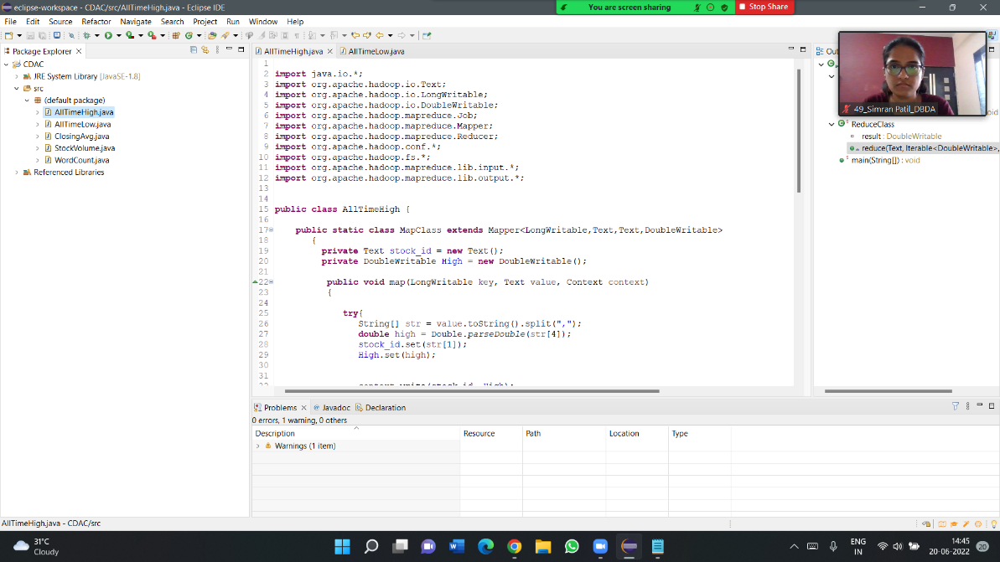 eclipse-workspace - CDAC/src/AllTimeHigh.java - Eclipse IDE
You are screen sharing
Stop Share
File Edit Source Refactor Navigate Search Project Run Window Help
Package Explorer
CDAC
JRE System Library [JavaSE-1.8]
src
(default package)
AllTimeHigh.java
AllTimeLow.java
ClosingAvg.java
StockVolume.java
WordCount.java
Referenced Libraries
AllTimeHigh.java
AllTimeLow.java
1
2 import java.io.*;
3 import org.apache.hadoop.io.Text;
4 import org.apache.hadoop.io.LongWritable;
5 import org.apache.hadoop.io.DoubleWritable;
6 import org.apache.hadoop.mapreduce.Job;
7 import org.apache.hadoop.mapreduce.Mapper;
8 import org.apache.hadoop.mapreduce.Reducer;
9 import org.apache.hadoop.conf.*;
10 import org.apache.hadoop.fs.*;
11 import org.apache.hadoop.mapreduce.lib.input.*;
12 import org.apache.hadoop.mapreduce.lib.output.*;
13
14
15 public class AllTimeHigh {
16
17 public static class MapClass extends Mapper<LongWritable,Text,Text,DoubleWritable>
18 {
19 private Text stock_id = new Text();
20 private DoubleWritable High = new DoubleWritable();
21
22 public void map(LongWritable key, Text value, Context context)
23 {
24
25 try{
26 String[] str = value.toString().split(",");
27 double high = Double.parseDouble(str[4]);
28 stock_id.set(str[1]);
29 High.set(high);
30
31
32 context.write(stock_id, High);
Out
49_Simran Patil_DBDA
void
ReduceClass
result : DoubleWritable
reduce(Text, Iterable<DoubleWritable>,
main(String[]) : void
Problems
Javadoc
Declaration
0 errors, 1 warning, 0 others
Description Resource Path Location Type
Warnings (1 item)
AllTimeHigh.java - CDAC/src
31°C
Cloudy
ENG
IN
14:45
20-06-2022
20